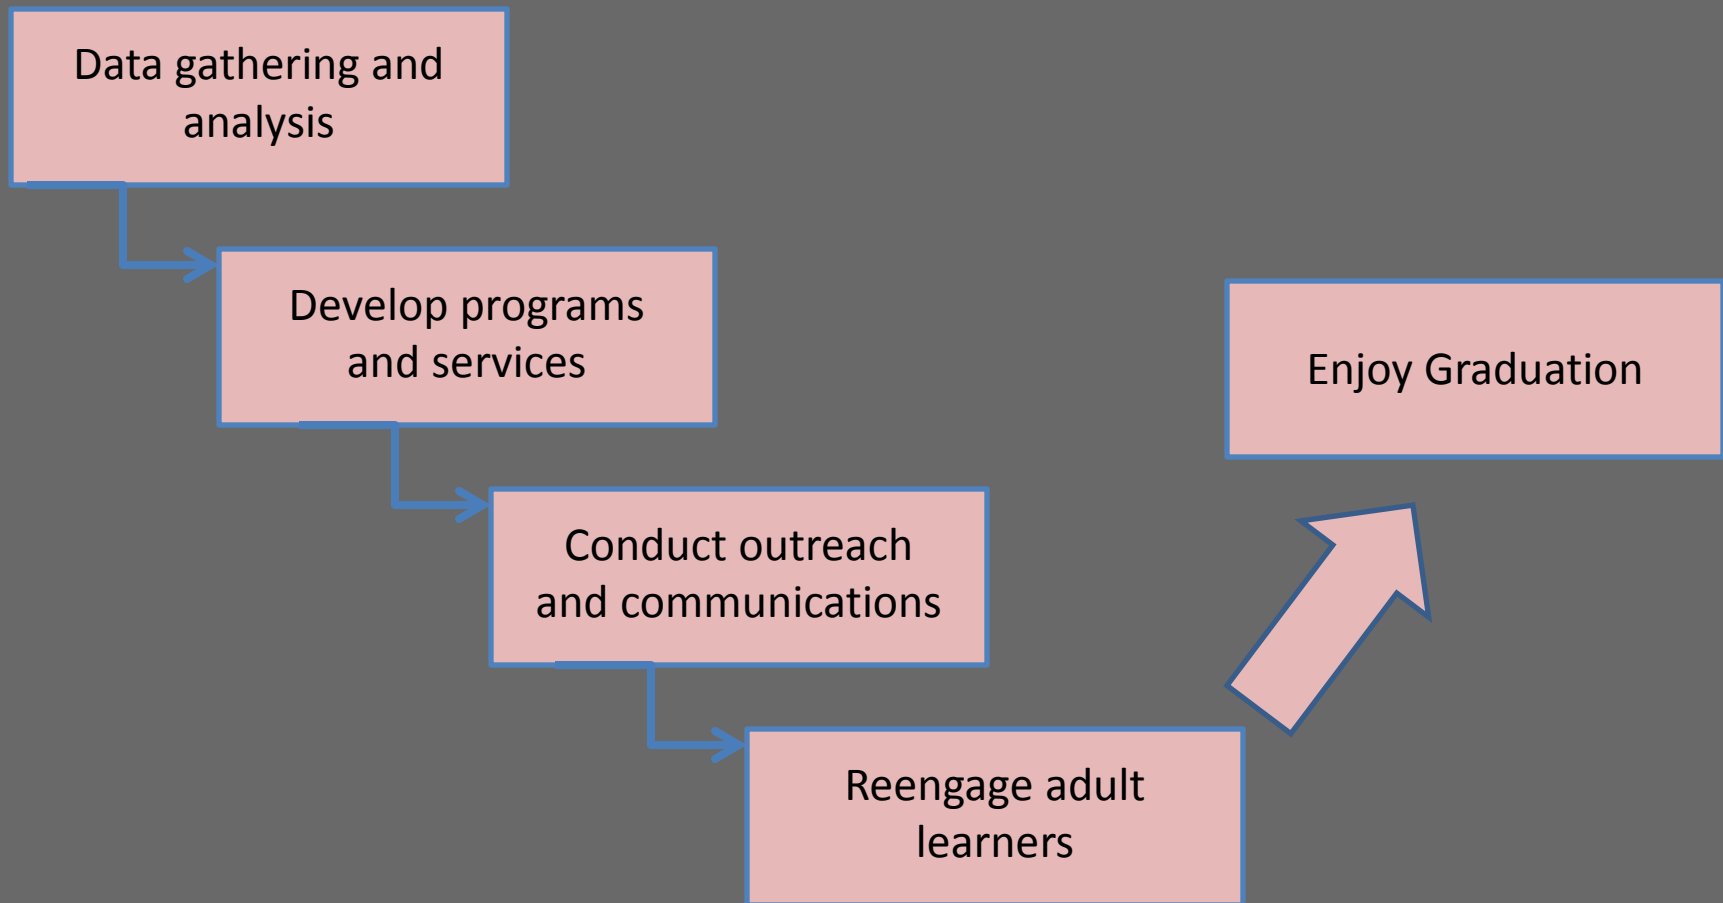 Data gathering and
analysis
Develop programs
and services
Enjoy Graduation
Conduct outreach
and communications
Reengage adult
learners